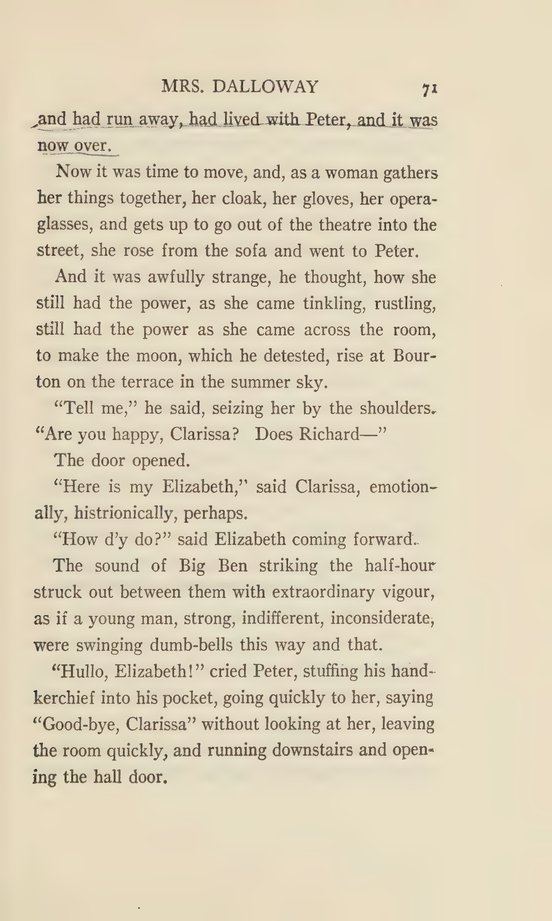 MRS. DALLOWAY 71
and had run away, had lived with Peter, and it was
now over.
Now it was time to move, and, as a woman gathers
her things together, her cloak, her gloves, her opera-
glasses, and gets up to go out of the theatre into the
street, she rose from the sofa and went to Peter.
And it was awfully strange, he thought, how she
still had the power, as she came tinkling, rustling,
still had the power as she came across the room,
to make the moon, which he detested, rise at Bour-
ton on the terrace in the summer sky.
"Tell me," he said, seizing her by the shoulders.
"Are you happy, Clarissa? Does Richard—"
The door opened.
"Here is my Elizabeth," said Clarissa, emotion-
ally, histrionically, perhaps.
"How d'y do?" said Elizabeth coming forward.
The sound of Big Ben striking the half-hour
struck out between them with extraordinary vigour,
as if a young man, strong, indifferent, inconsiderate,
were swinging dumb-bells this way and that.
"Hullo, Elizabeth!" cried Peter, stuffing his hand-
kerchief into his pocket, going quickly to her, saying
"Good-bye, Clarissa" without looking at her, leaving
the room quickly, and running downstairs and open-
ing the hall door.